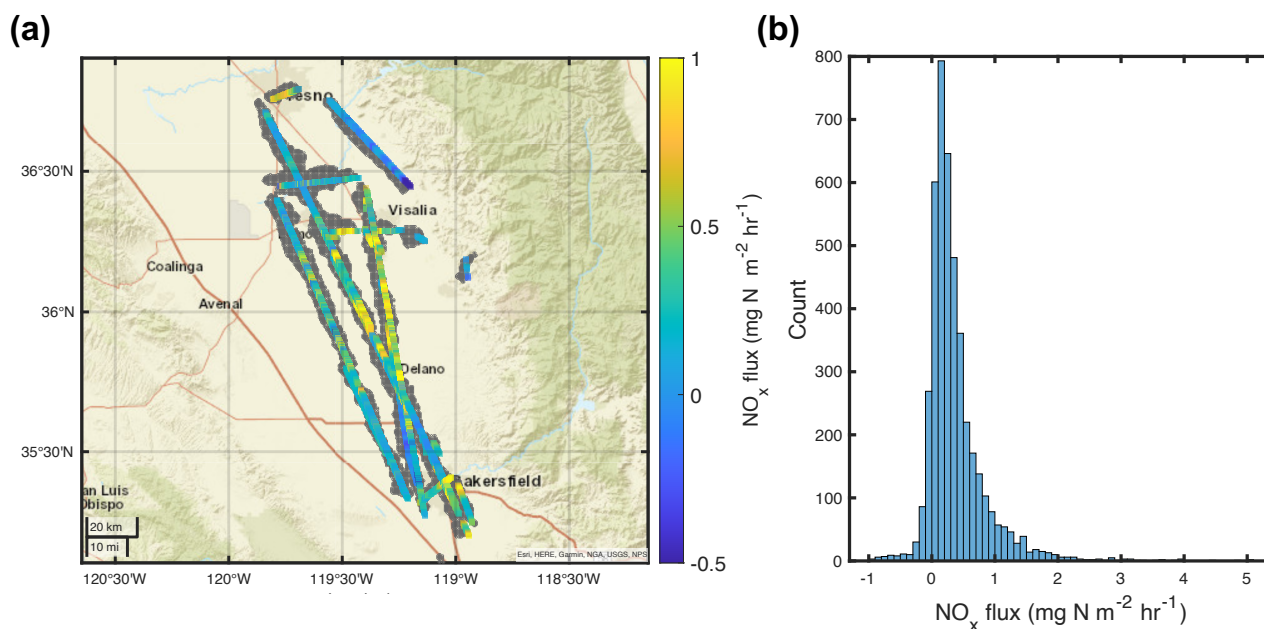 (a)
(b)
36°30'N
36°N
35°30'N
120°30'W
120°W
119°30'W
119°W
118°30'W
Visalia
Coalinga
Avenal
Delano
akersfield
an Luis
Obispo
20 km
10 mi
Esri, HERE, Garmin, NGA, USGS, NPS
1
0.5
0
-0.5
NOx flux (mg N m-2 hr-1)
800
700
600
500
400
300
200
100
0
Count
-1
0
1
2
3
4
5
NOx flux (mg N m-2 hr-1)